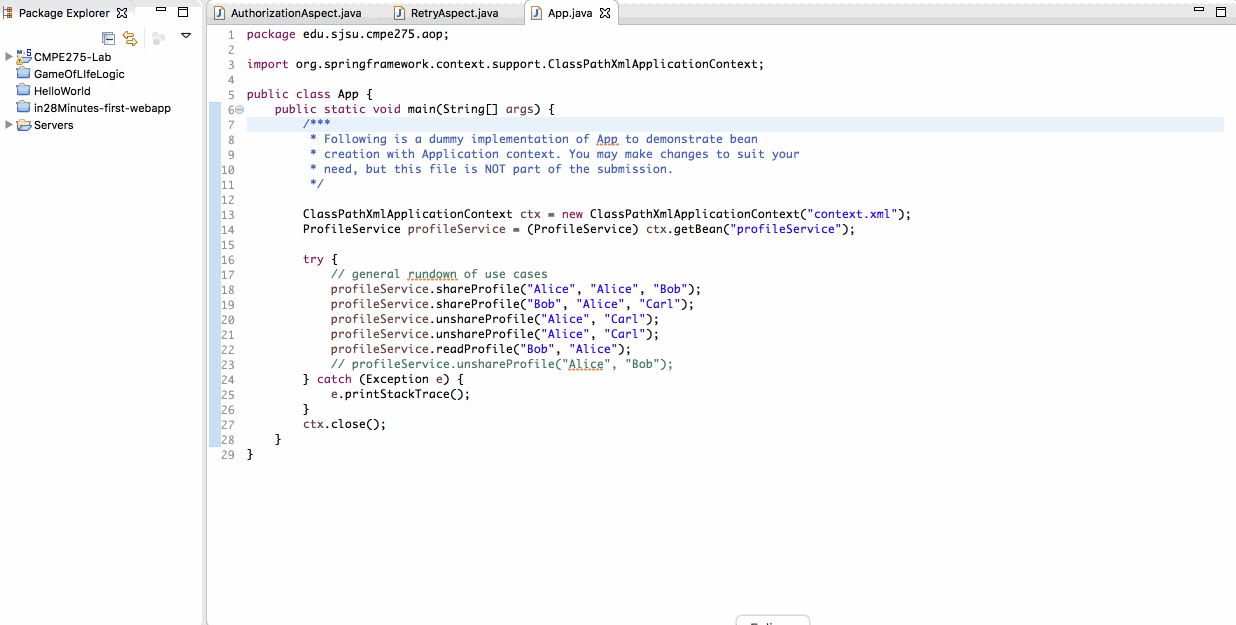 Package Explorer
CMPE275-Lab
GameOfLIfeLogic
HelloWorld
in28Minutes-first-webapp
Servers
AuthorizationAspect.java RetryAspect.java App.java
1 package edu.sjsu.cmpe275.aop;
2
3 import org.springframework.context.support.ClassPathXmlApplicationContext;
4
5 public class App {
6 public static void main(String[] args) {
7 /***
8 * Following is a dummy implementation of App to demonstrate bean
9 * creation with Application context. You may make changes to suit your
10 * need, but this file is NOT part of the submission.
11 */
12
13 ClassPathXmlApplicationContext ctx = new ClassPathXmlApplicationContext("context.xml");
14 ProfileService profileService = (ProfileService) ctx.getBean("profileService");
15
16 try {
17 // general rundown of use cases
18 profileService.shareProfile("Alice", "Alice", "Bob");
19 profileService.shareProfile("Bob", "Alice", "Carl");
20 profileService.unshareProfile("Alice", "Carl");
21 profileService.unshareProfile("Alice", "Carl");
22 profileService.readProfile("Bob", "Alice");
23 // profileService.unshareProfile("Alice", "Bob");
24 } catch (Exception e) {
25 e.printStackTrace();
26 }
27 ctx.close();
28 }
29 }